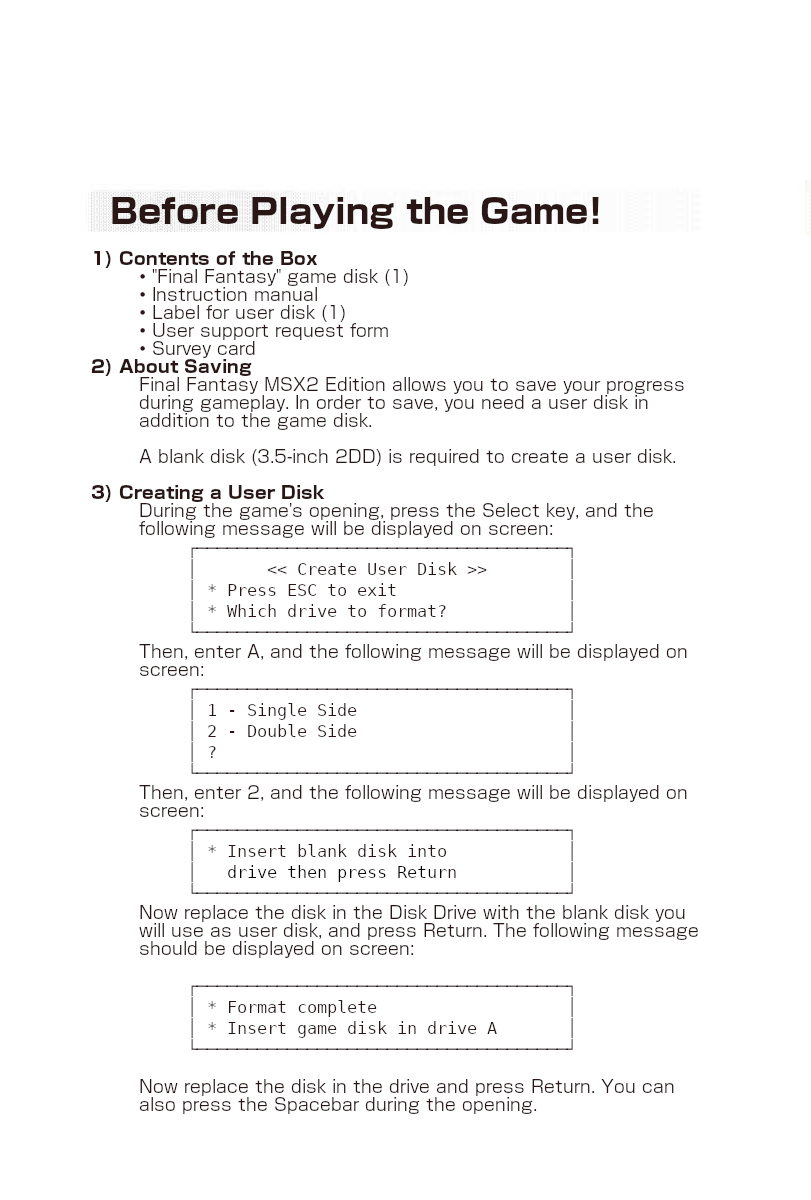 Before Playing the Game!
1) Contents of the Box
• "Final Fantasy" game disk (1)
• Instruction manual
• Label for user disk (1)
• User support request form
• Survey card
2) About Saving
Final Fantasy MSX2 Edition allows you to save your progress
during gameplay. In order to save, you need a user disk in
addition to the game disk.
A blank disk (3.5-inch 2DD) is required to create a user disk.
3) Creating a User Disk
During the game's opening, press the Select key, and the
following message will be displayed on screen:
<< Create User Disk >>
* Press ESC to exit
* Which drive to format?
Then, enter A, and the following message will be displayed on
screen:
1 - Single Side
2 - Double Side
?
Then, enter 2, and the following message will be displayed on
screen:
* Insert blank disk into
drive then press Return
Now replace the disk in the Disk Drive with the blank disk you
will use as user disk, and press Return. The following message
should be displayed on screen:
* Format complete
* Insert game disk in drive A
Now replace the disk in the drive and press Return. You can
also press the Spacebar during the opening.